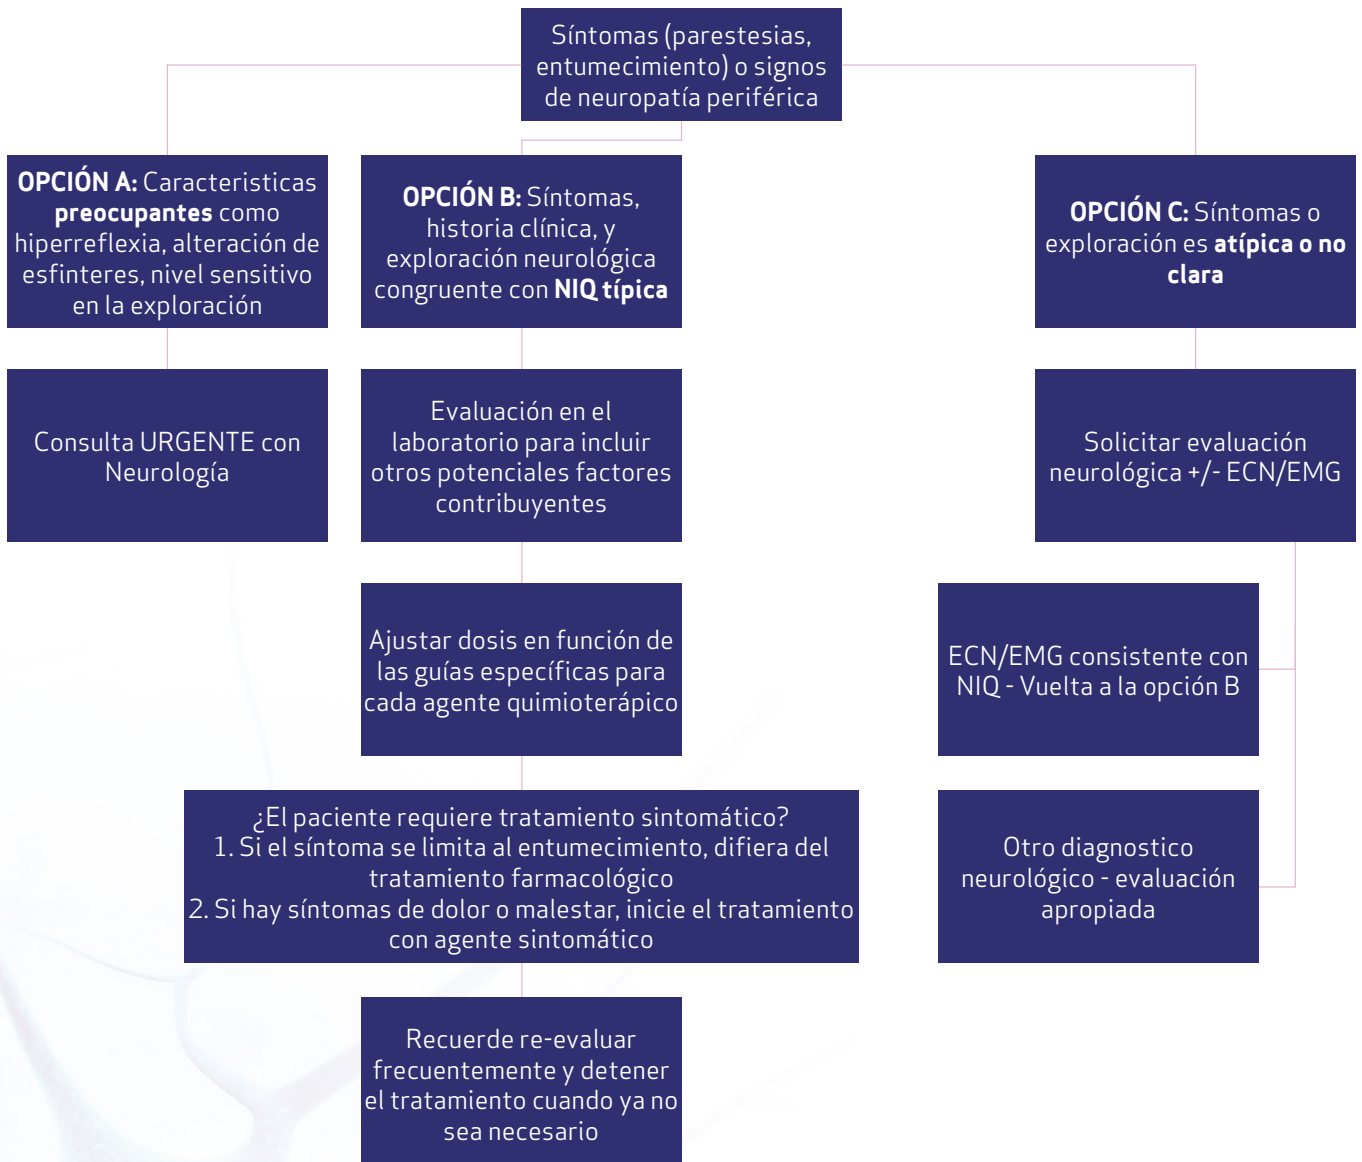 Síntomas (parestesias,
entumecimiento) o signos
de neuropatía periférica
OPCIÓN A: Caracteristicas
preocupantes como
hiperreflexia, alteración de
esfinteres, nivel sensitivo
en la exploración
Consulta URGENTE con
Neurología
OPCIÓN B: Síntomas,
historia clínica, y
exploración neurológica
congruente con NIQ típica
Evaluación en el
laboratorio para incluir
otros potenciales factores
contribuyentes
Ajustar dosis en función de
las guías específicas para
cada agente quimioterápico
¿El paciente requiere tratamiento sintomático?
1. Si el síntoma se limita al entumecimiento, difiera del
tratamiento farmacológico
2. Si hay síntomas de dolor o malestar, inicie el tratamiento
con agente sintomático
Recuerde re-evaluar
frecuentemente y detener
el tratamiento cuando ya no
sea necesario
OPCIÓN C: Síntomas o
exploración es atípica o no
clara
Solicitar evaluación
neurológica +/- ECN/EMG
ECN/EMG consistente con
NIQ - Vuelta a la opción B
Otro diagnostico
neurológico - evaluación
apropiada